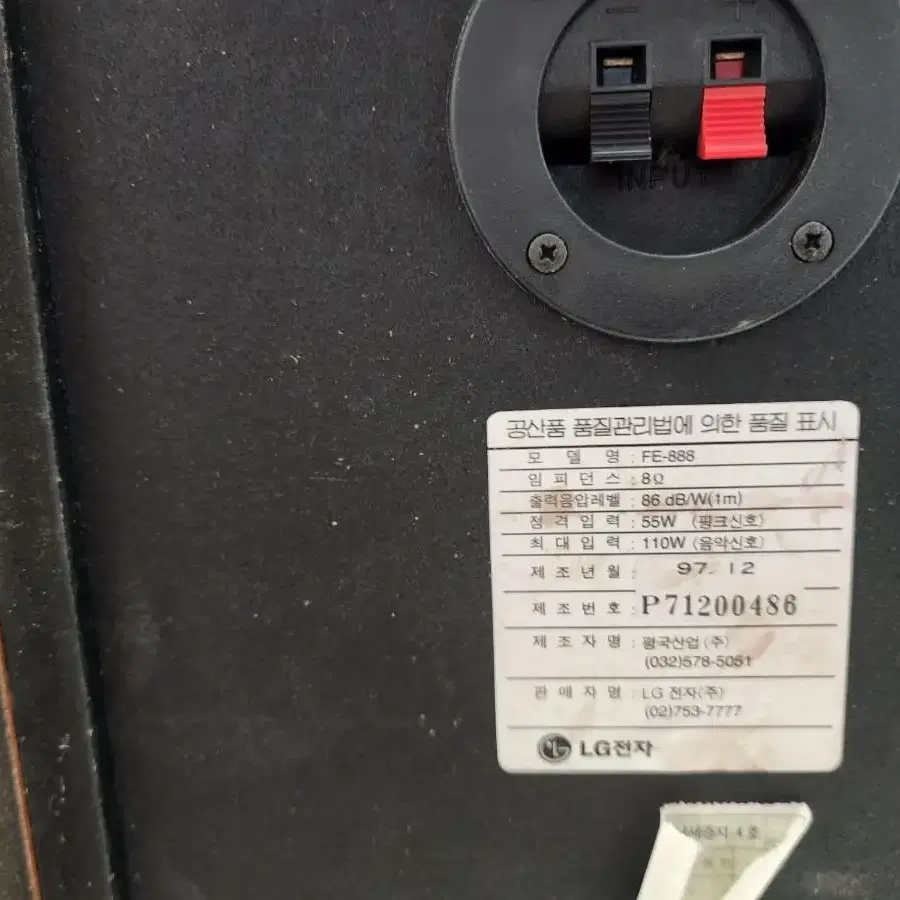 − +
INPUT
공산품 품질관리법에 의한 품질 표시
모 델 명 : FE-888
임 피 던 스 : 8Ω
출력음압레벨 : 86 dB/W(1m)
정 격 입 력 : 55W (핑크신호)
최 대 입 력 : 110W (음악신호)
제 조 년 월 : 97. 12
제 조 번 호 : P71200486
제 조 자 명 : 평국산업 (주)
(032)578-5051
판 매 자 명 : LG 전자(주)
(02)753-7777
LG전자
4 호